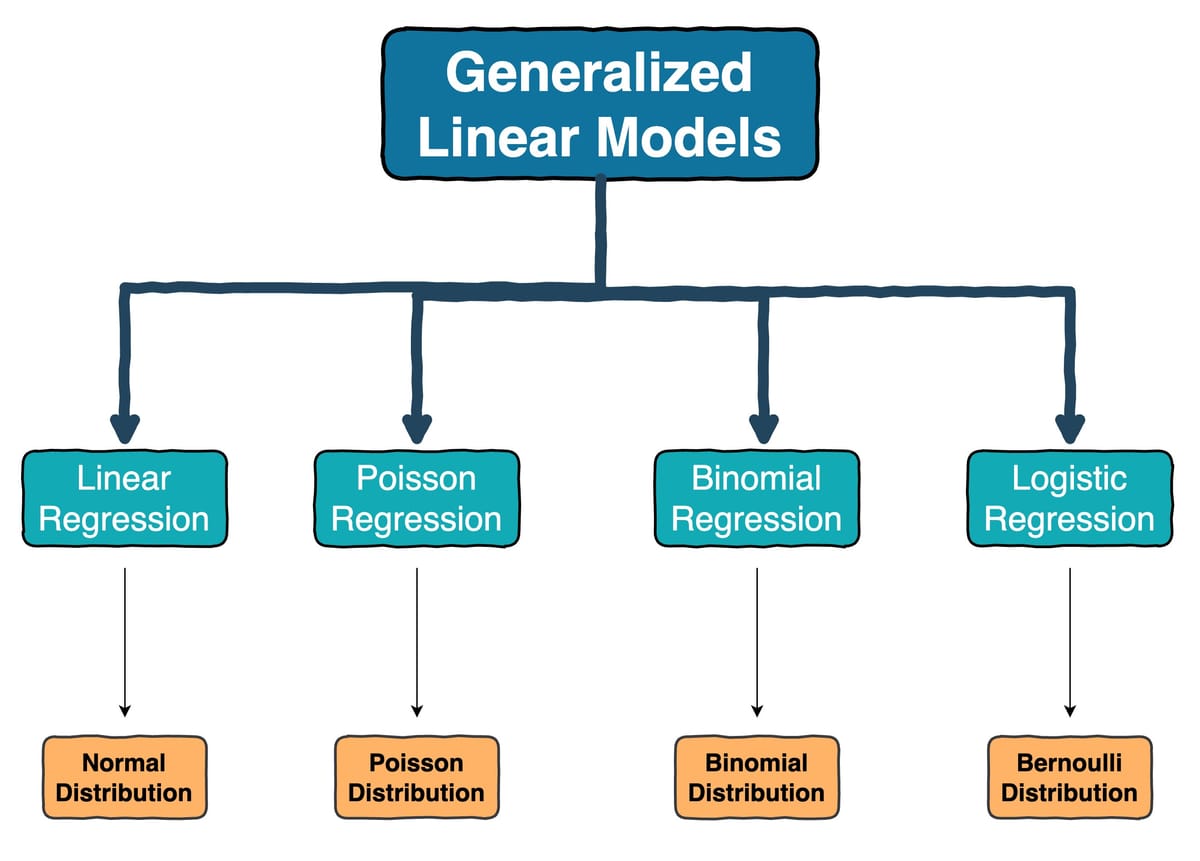 Generalized
Linear Models
Linear
Regression
Poisson
Regression
Binomial
Regression
Logistic
Regression
Normal
Distribution
Poisson
Distribution
Binomial
Distribution
Bernoulli
Distribution